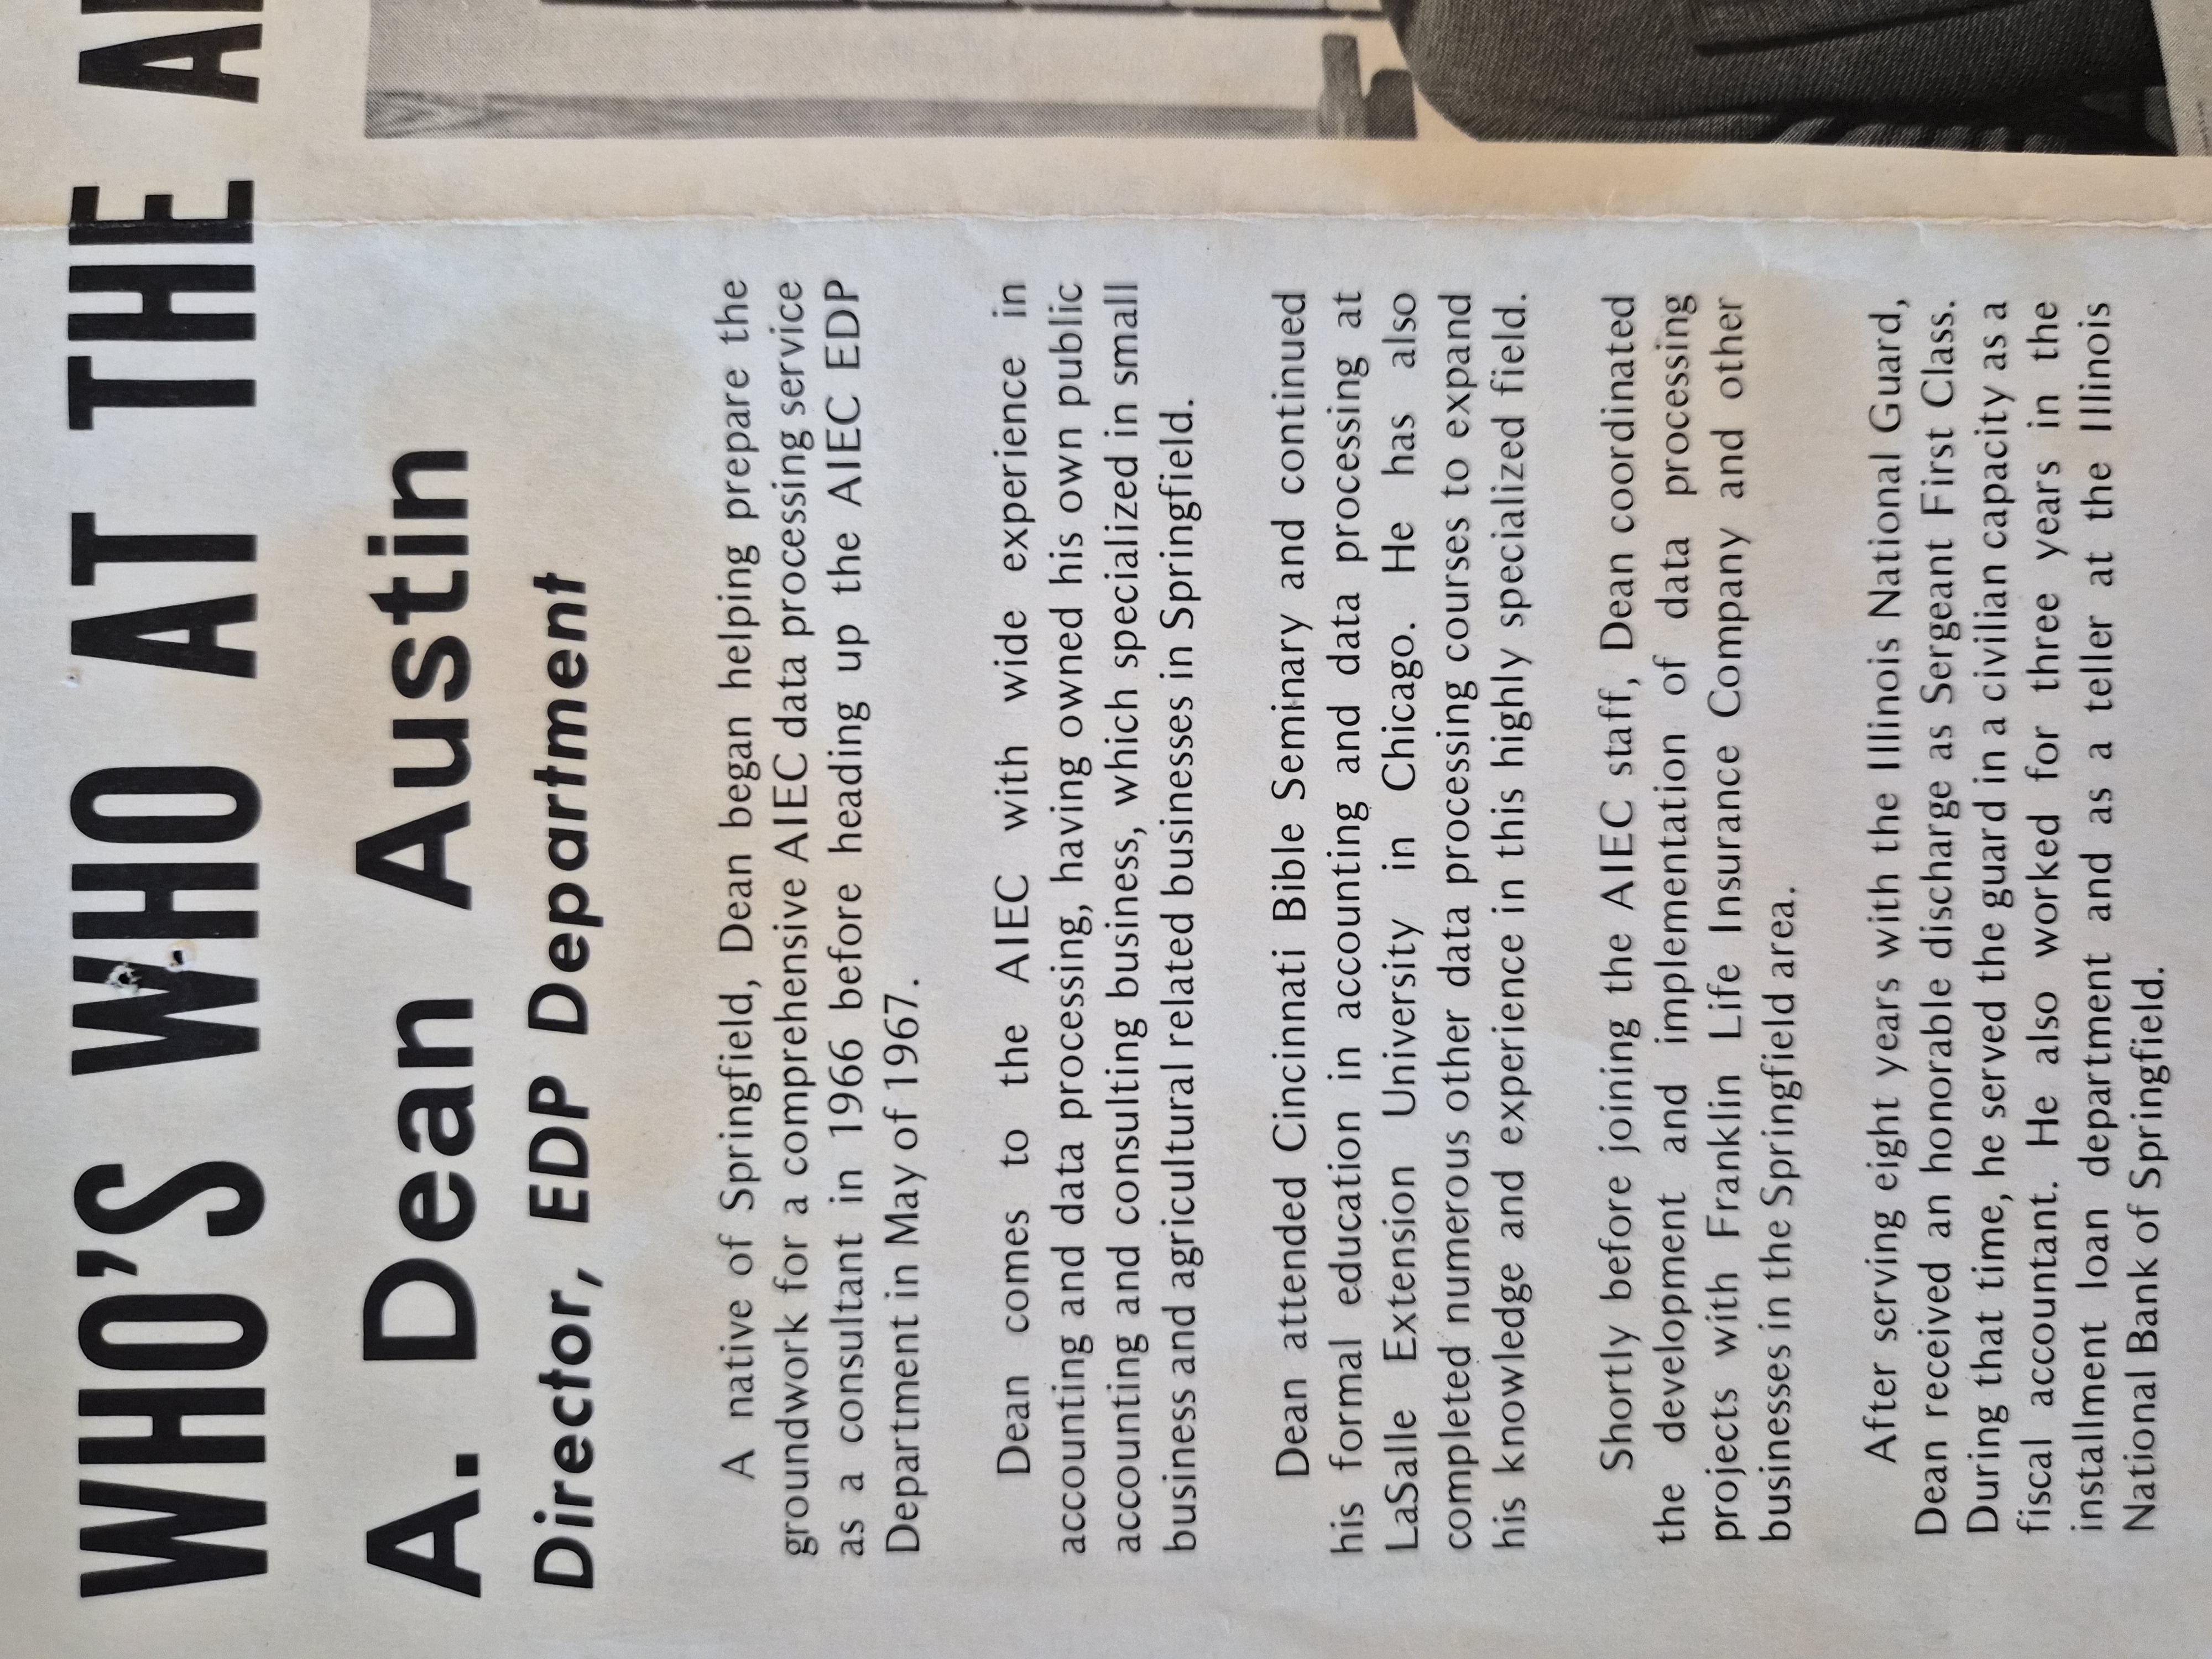 WHO'S WHO AT THE
A. Dean Austin
Director, EDP Department
A native of Springfield, Dean began helping prepare the
groundwork for a comprehensive AIEC data processing service
as a consultant in 1966 before heading up the AIEC EDP
Department in May of 1967.
Dean comes to the AIEC with wide experience in
accounting and data processing, having owned his own public
accounting and consulting business, which specialized in small
business and agricultural related businesses in Springfield.
Dean attended Cincinnati Bible Seminary and continued
his formal education in accounting and data processing at
LaSalle Extension University in Chicago. He has also
completed numerous other data processing courses to expand
his knowledge and experience in this highly specialized field.
Shortly before joining the AIEC staff, Dean coordinated
the development and implementation of data processing
projects with Franklin Life Insurance Company and other
businesses in the Springfield area.
After serving eight years with the Illinois National Guard,
Dean received an honorable discharge as Sergeant First Class.
During that time, he served the guard in a civilian capacity as a
fiscal accountant. He also worked for three years in the
installment loan department and as a teller at the Illinois
National Bank of Springfield.